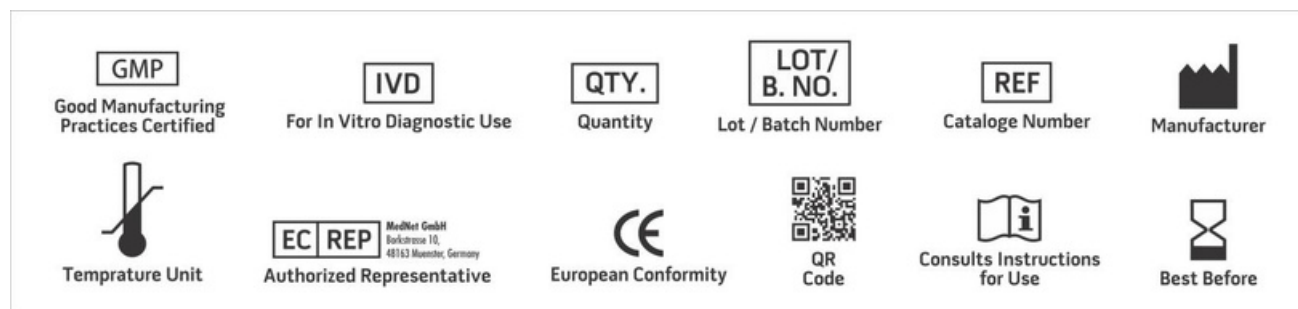 GMP
Good Manufacturing
Practices Certified
IVD
For In Vitro Diagnostic Use
QTY.
Quantity
LOT/
B. NO.
Lot / Batch Number
REF
Cataloge Number
Manufacturer
Temprature Unit
EC REP
MedNet GmbH
Borkstrasse 10,
48163 Muenster, Germany
Authorized Representative
CE
European Conformity
QR
Code
i
Consults Instructions
for Use
Best Before